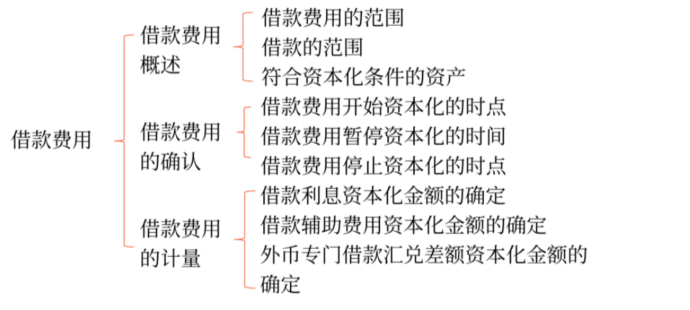 借款费用
借款费用
概述
借款费用的范围
借款的范围
符合资本化条件的资产
借款费用
的确认
借款费用开始资本化的时点
借款费用暂停资本化的时间
借款费用停止资本化的时点
借款费用
的计量
借款利息资本化金额的确定
借款辅助费用资本化金额的确定
外币专门借款汇兑差额资本化金额的
确定